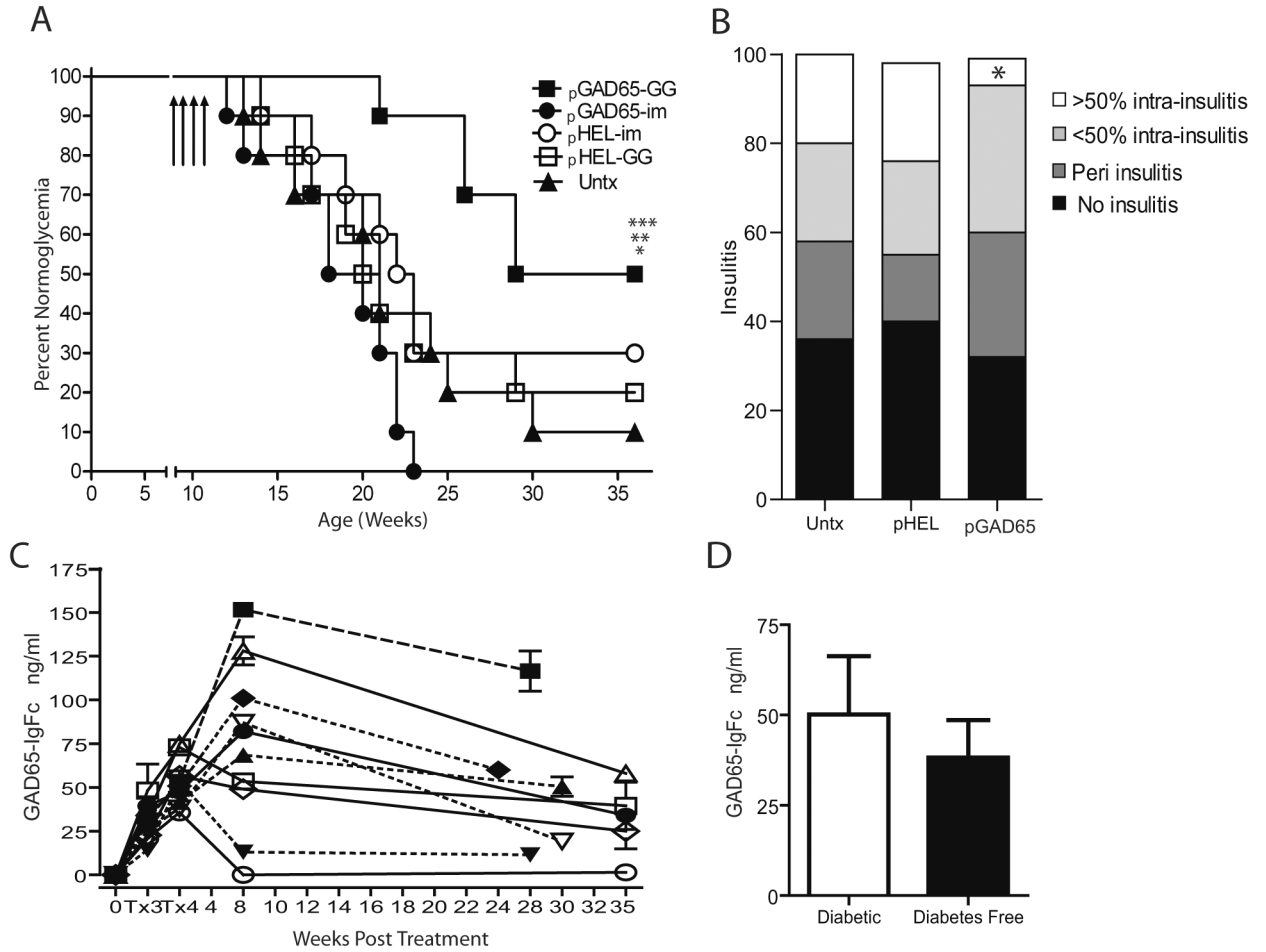 A
Percent Normoglycemia
100
90
80
70
60
50
40
30
20
10
0
0
5
10
15
20
25
30
35
Age (Weeks)
pGAD65-GG
pGAD65-im
pHEL-im
pHEL-GG
Untx
***
**
*
B
Insulitis
100
80
60
40
20
0
*
Untx
pHEL
pGAD65
>50% intra-insulitis
<50% intra-insulitis
Peri insulitis
No insulitis
C
GAD65-IgFc ng/ml
175
150
125
100
75
50
25
0
0 Tx3 Tx4 4 8 10 12 14 16 18 20 22 24 26 28 30 32 35
Weeks Post Treatment
D
GAD65-IgFc ng/ml
75
50
25
0
Diabetic
Diabetes Free